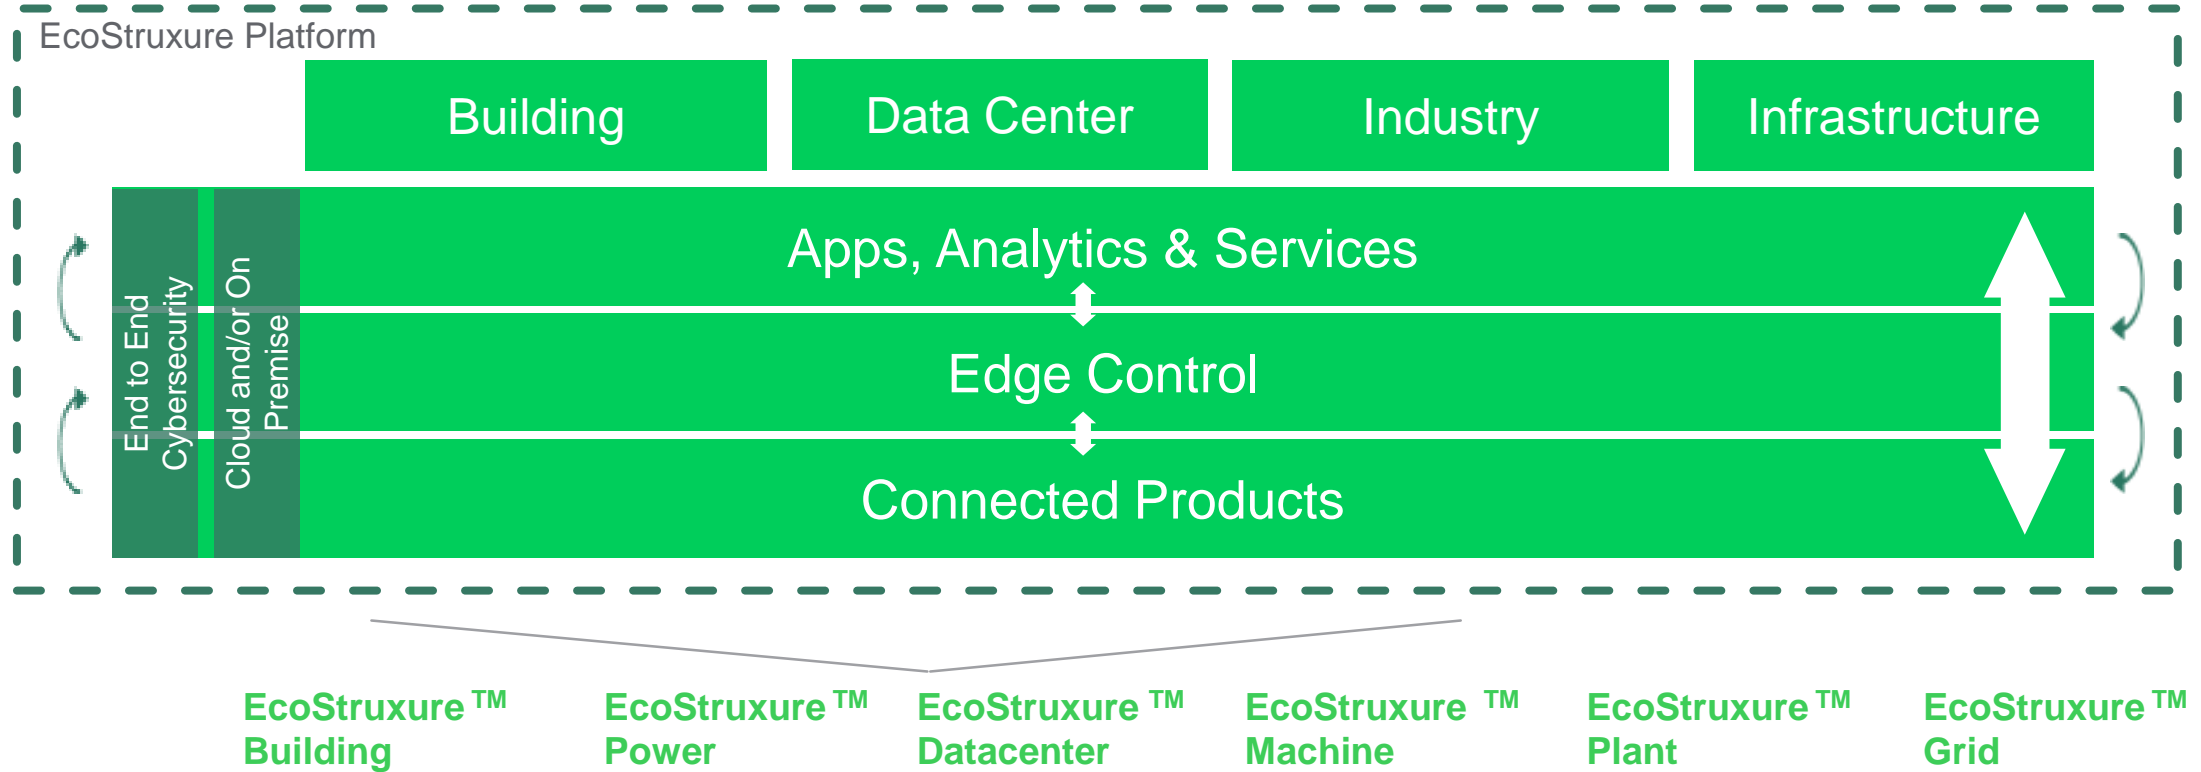 EcoStruxure Platform
Building
Data Center
Industry
Infrastructure
End to End
Cybersecurity
Cloud and/or On
Premise
Apps, Analytics & Services
Edge Control
Connected Products
EcoStruxure TM
Building
EcoStruxure TM
Power
EcoStruxure TM
Datacenter
EcoStruxure TM
Machine
EcoStruxure TM
Plant
EcoStruxure TM
Grid